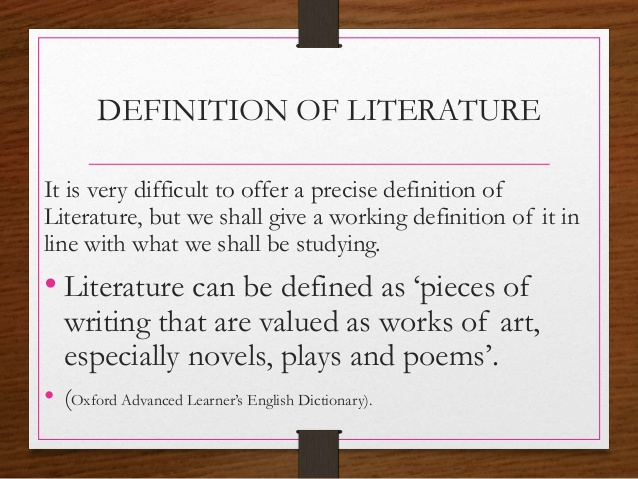 DEFINITION OF LITERATURE
It is very difficult to offer a precise definition of
Literature, but we shall give a working definition of it in
line with what we shall be studying.
• Literature can be defined as ‘pieces of
writing that are valued as works of art,
especially novels, plays and poems’.
• (Oxford Advanced Learner’s English Dictionary).